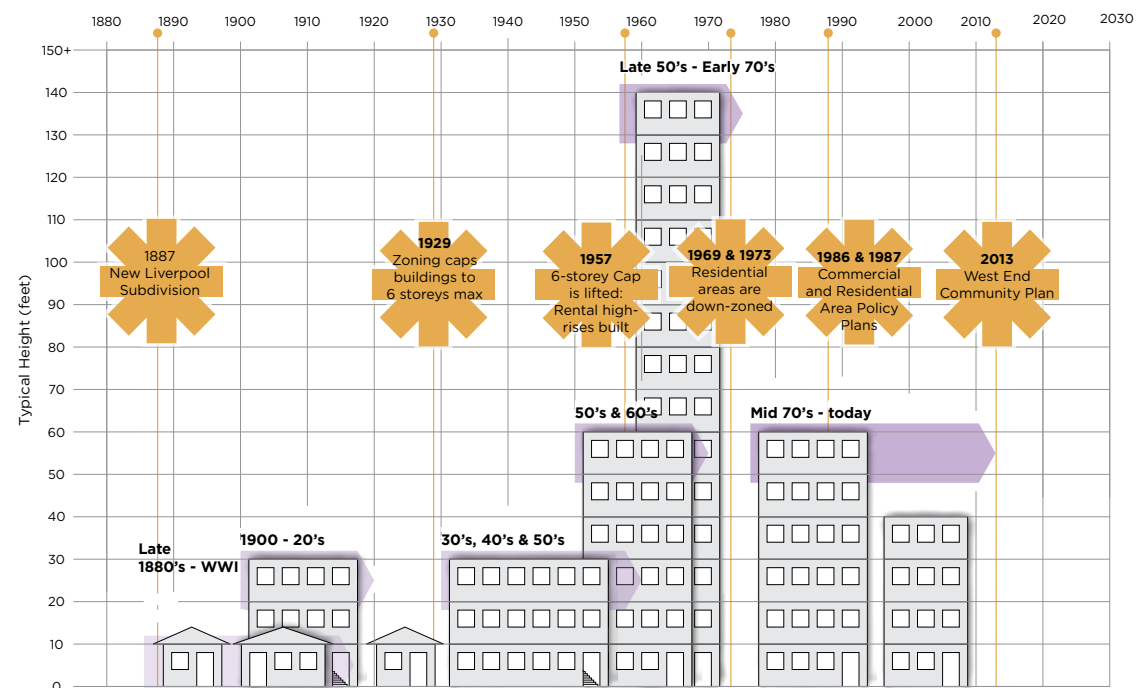 1880 1890 1900 1910 1920 1930 1940 1950 1960 1970 1980 1990 2000 2010 2020 2030
150+
140
130
120
110
100
90
80
70
60
50
40
30
20
10
0
Typical Height (feet)
Late 50's - Early 70's
1887
New Liverpool
Subdivision
1929
Zoning caps
buildings to
6 storeys max
1957
6-storey Cap
is lifted:
Rental high-
rises built
1969 & 1973
Residential
areas are
down-zoned
1986 & 1987
Commercial
and Residential
Area Policy
Plans
2013
West End
Community Plan
50's & 60's
Mid 70's - today
Late
1880's - WWI
1900 - 20's
30's, 40's & 50's